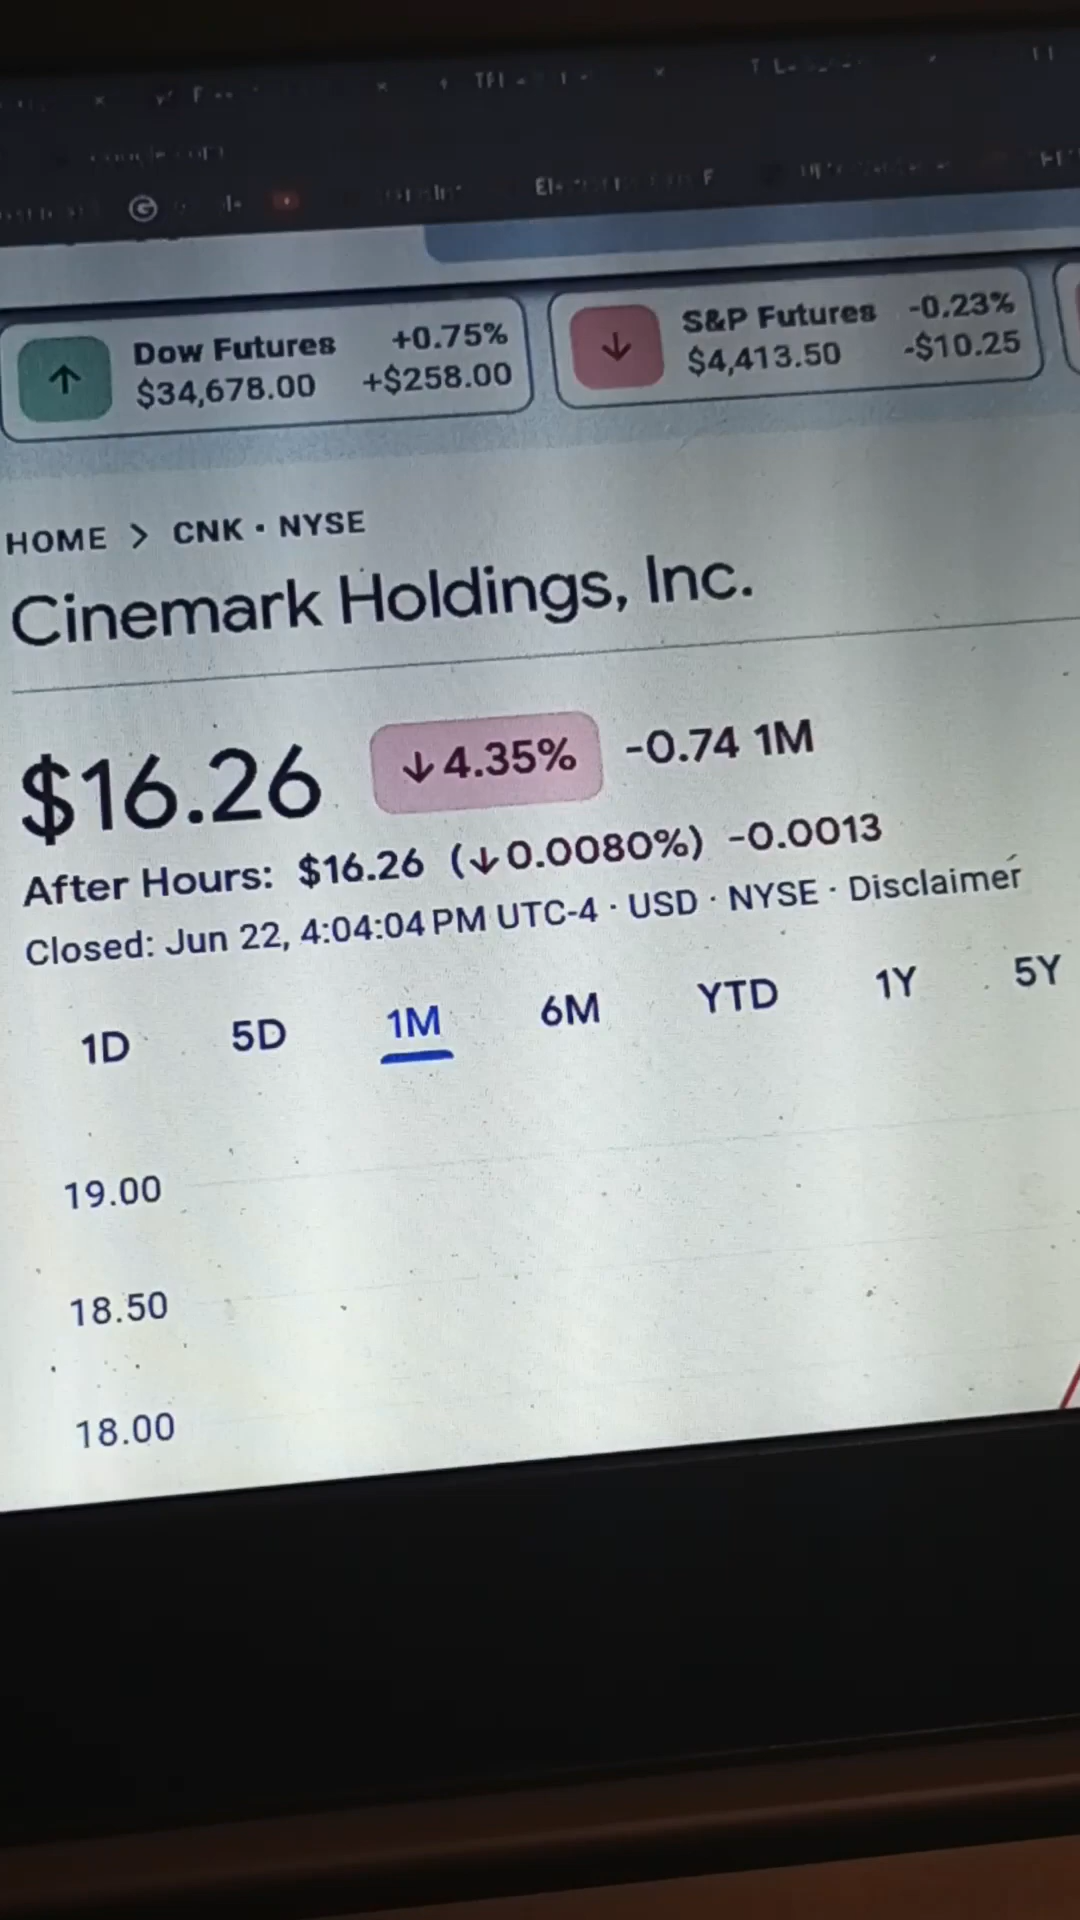 Dow Futures +0.75%
$34,678.00 +$258.00
S&P Futures -0.23%
$4,413.50 -$10.25
HOME > CNK · NYSE
Cinemark Holdings, Inc.
$16.26 ↓4.35% -0.74 1M
After Hours: $16.26 (↓0.0080%) -0.0013
Closed: Jun 22, 4:04:04 PM UTC-4 · USD · NYSE · Disclaimer
1D 5D 1M 6M YTD 1Y 5Y
19.00
18.50
18.00